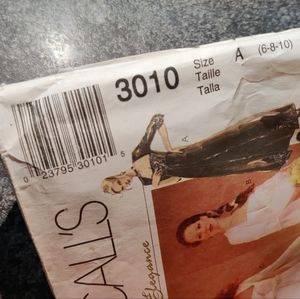 3010
Size
Taille
Talla
A
(6-8-10)
0 23795 30101 5
A
B
CALL'S
Elegance